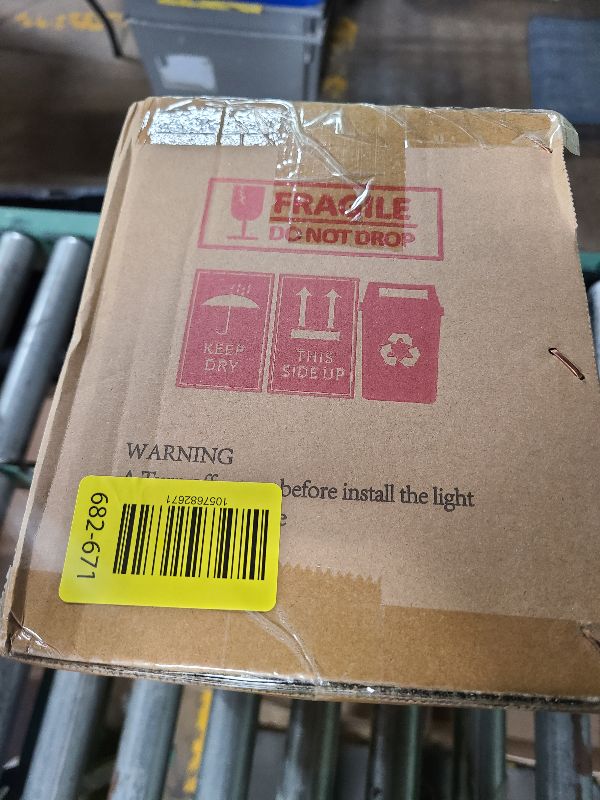 FRAGILE
DO NOT DROP
KEEP DRY
THIS SIDE UP
WARNING
before install the light
1057682671
682-671